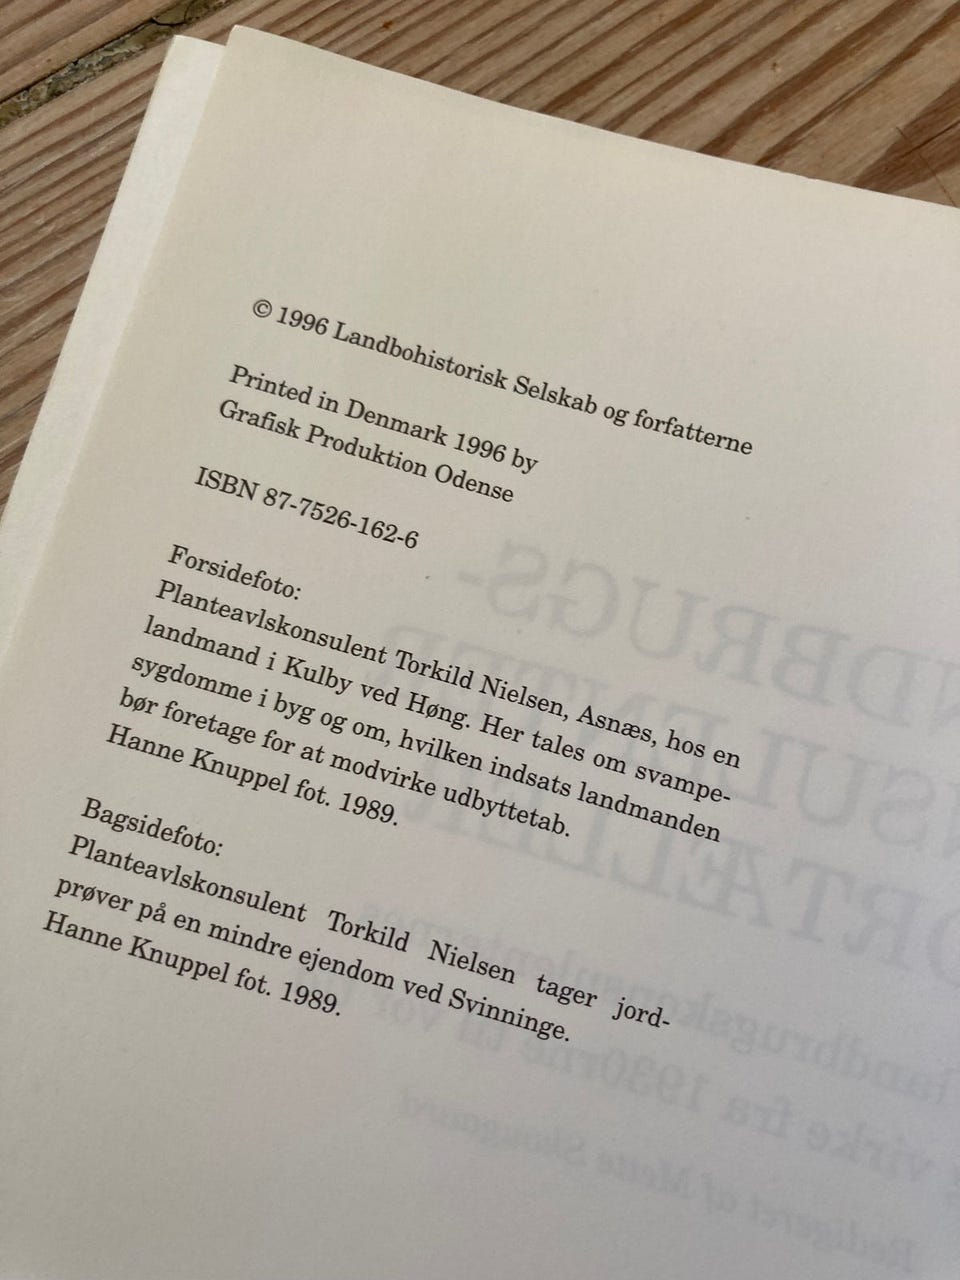 © 1996 Landbohistorisk Selskab og forfatterne
Printed in Denmark 1996 by
Grafisk Produktion Odense
ISBN 87-7526-162-6
Forsidefoto:
Planteavlskonsulent Torkild Nielsen, Asnæs, hos en
landmand i Kulby ved Høng. Her tales om svampe-
sygdomme i byg og om, hvilken indsats landmanden
bør foretage for at modvirke udbyttetab.
Hanne Knuppel fot. 1989.
Bagsidefoto:
Planteavlskonsulent Torkild Nielsen tager jord-
prøver på en mindre ejendom ved Svinninge.
Hanne Knuppel fot. 1989.